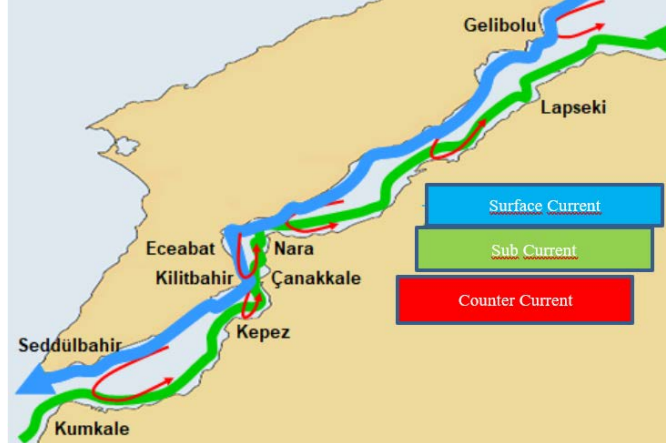 Gelibolu
Lapseki
Surface Current
Eceabat
Nara
Sub Current
Kilitbahir
Çanakkale
Counter Current
Kepez
Seddülbahir
Kumkale